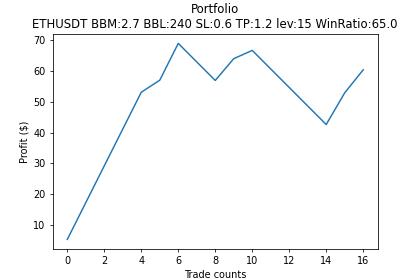 Portfolio
ETHUSDT BBM:2.7 BBL:240 SL:0.6 TP:1.2 lev:15 WinRatio:65.0
70
60
50
40
30
20
10
Profit ($)
0 2 4 6 8 10 12 14 16
Trade counts